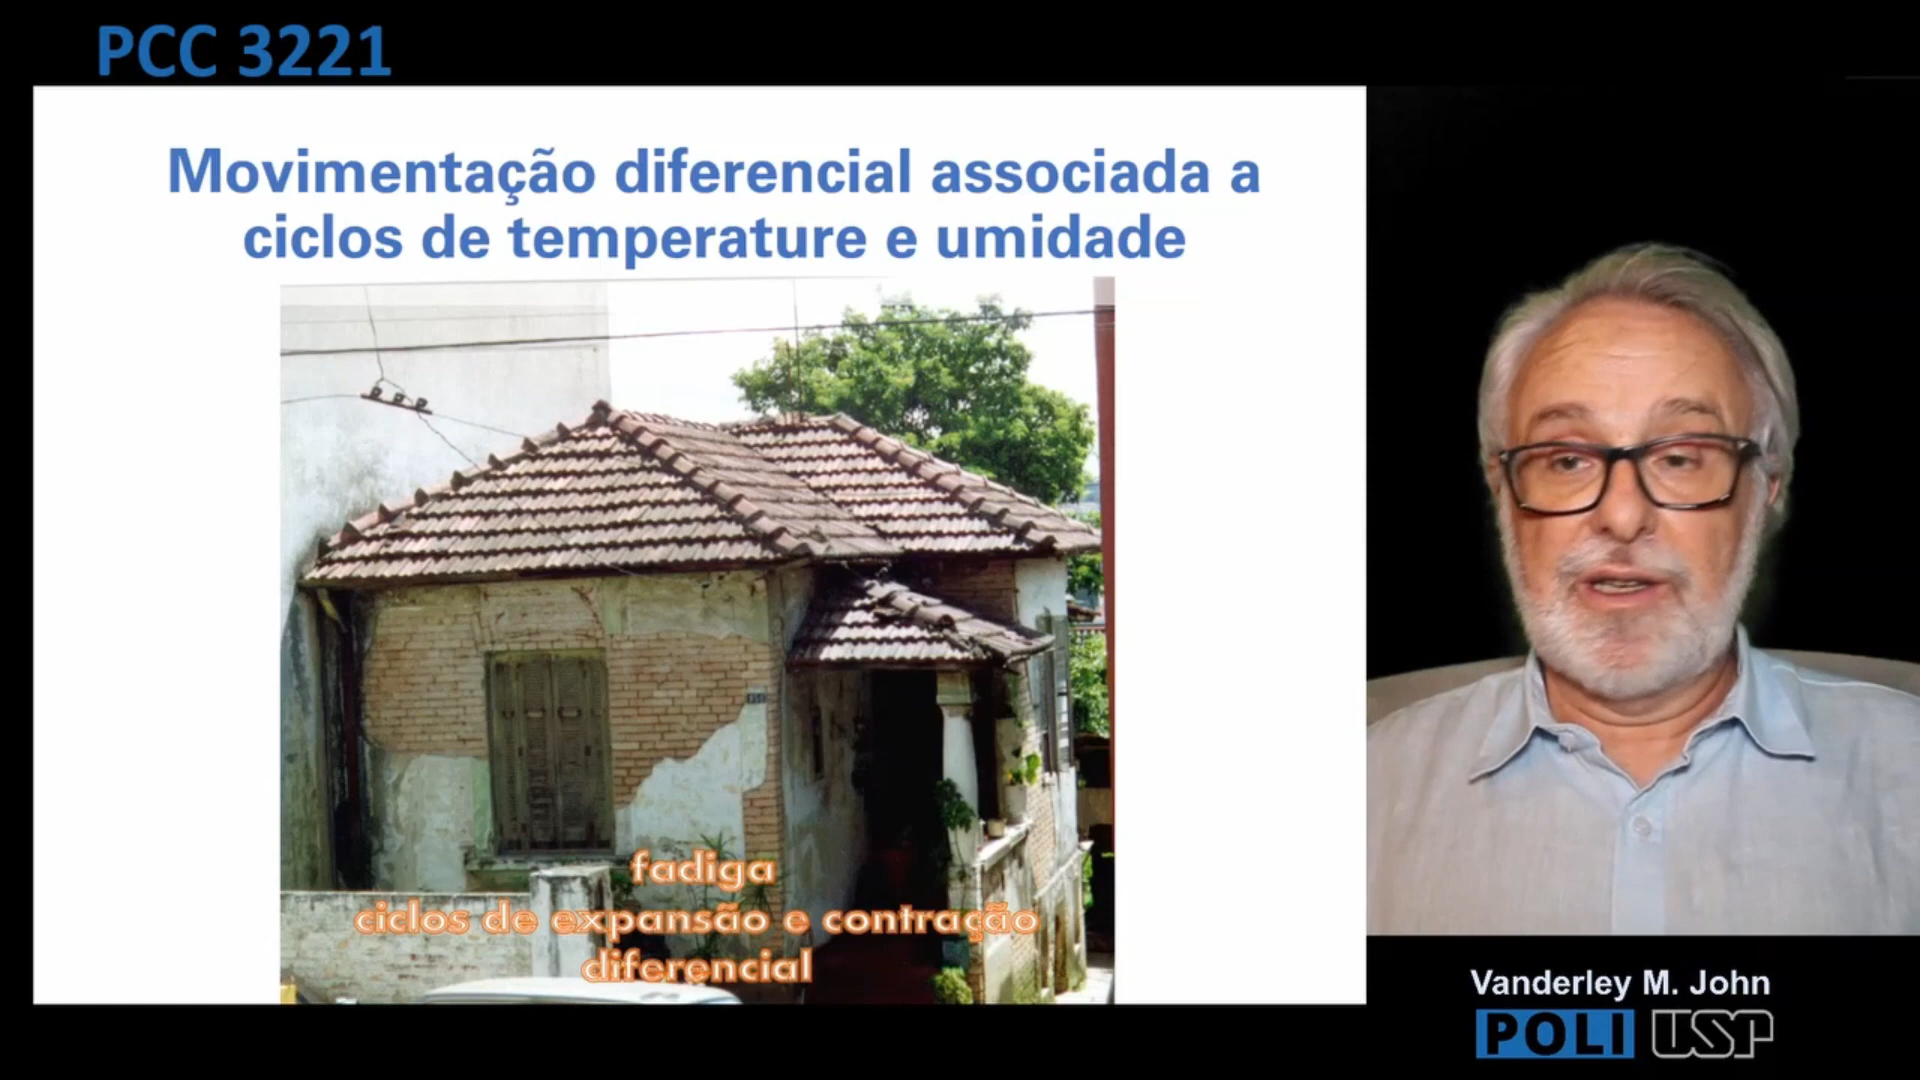 PCC 3221
Movimentação diferencial associada a
ciclos de temperature e umidade
fadiga
ciclos de expansão e contração
diferencial
Vanderley M. John
POLI USP